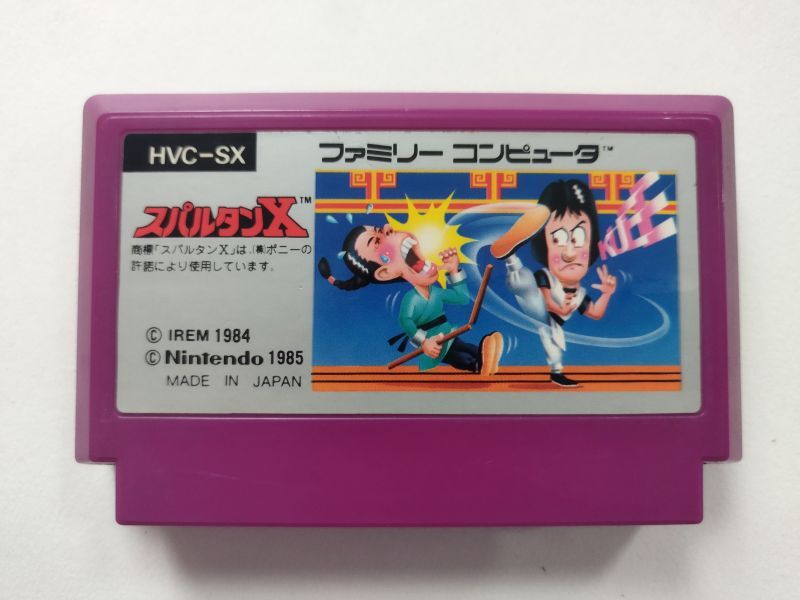 HVC-SX
ファミリー コンピュータ™
スパルタンX™
商標「スパルタンX」は、(株)ポニーの
許諾により使用しています。
© IREM 1984
© Nintendo 1985
MADE IN JAPAN